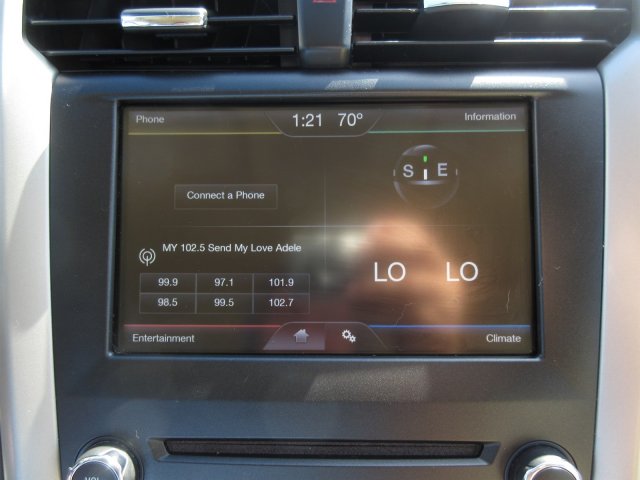 Phone 1:21 70° Information
S E
Connect a Phone
MY 102.5 Send My Love Adele
99.9 97.1 101.9
LO LO
98.5 99.5 102.7
Entertainment Climate
VOL